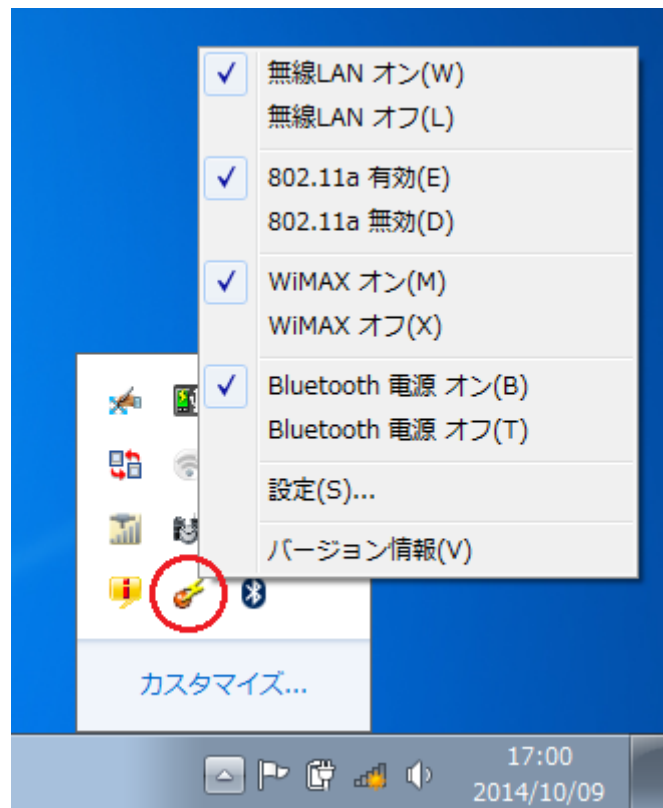 無線LAN オン(W)
無線LAN オフ(L)
802.11a 有効(E)
802.11a 無効(D)
WiMAX オン(M)
WiMAX オフ(X)
Bluetooth 電源 オン(B)
Bluetooth 電源 オフ(T)
設定(S)...
バージョン情報(V)
カスタマイズ...
17:00
2014/10/09